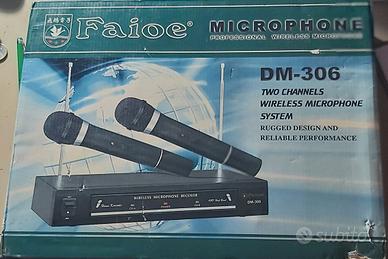 Faioe
MICROPHONE
PROFESSIONAL WIRELESS MICROPHONE
DM-306
TWO CHANNELS
WIRELESS MICROPHONE
SYSTEM
RUGGED DESIGN AND
RELIABLE PERFORMANCE
WIRELESS MICROPHONE RECEIVER
DM-306
subito